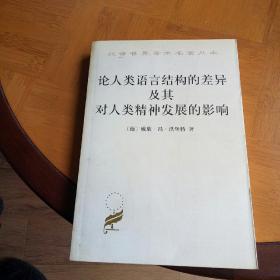 汉译世界学术名著丛书
论人类语言结构的差异
及其
对人类精神发展的影响
〔德〕威廉·冯·洪堡特 著